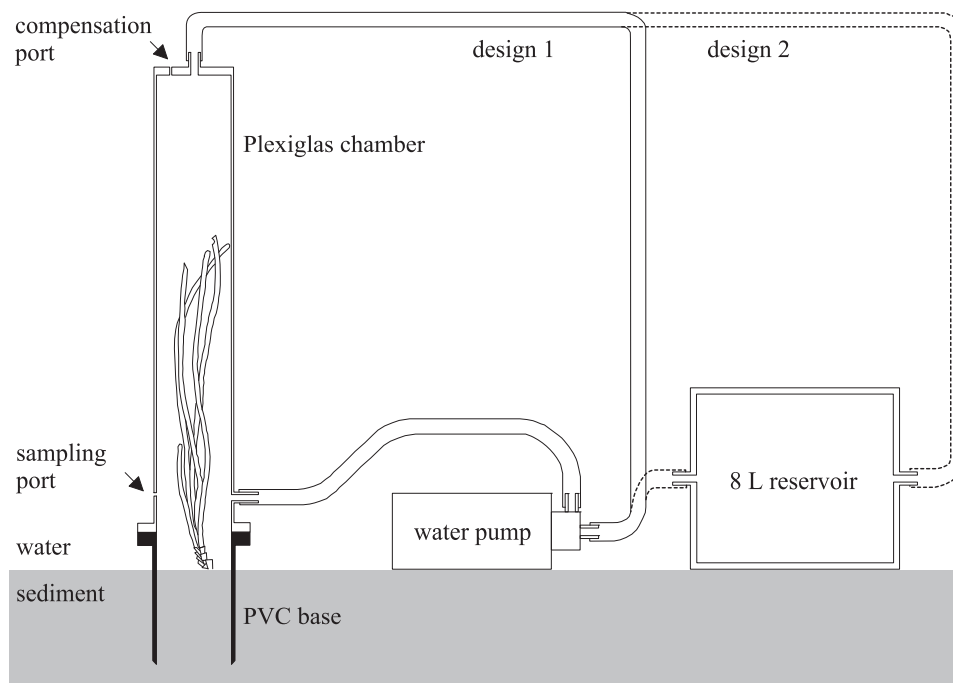 compensation
port
design 1
design 2
Plexiglas chamber
sampling
port
8 L reservoir
water pump
water
sediment
PVC base